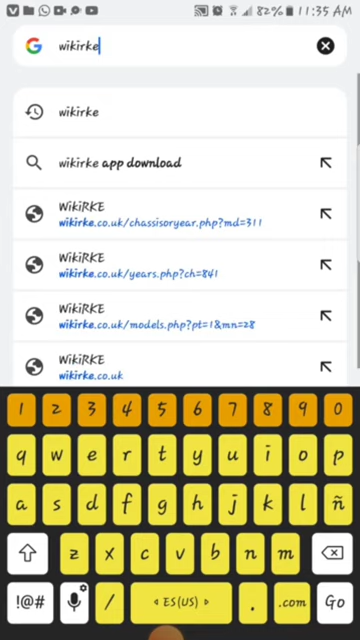 82% 11:35 AM
wikirke
wikirke
wikirke app download
WikiRKE
wikirke.co.uk/chassisoryear.php?md=311
WikiRKE
wikirke.co.uk/years.php?ch=841
WikiRKE
wikirke.co.uk/models.php?pt=1&mn=28
WikiRKE
wikirke.co.uk
1 2 3 4 5 6 7 8 9 0
q w e r t y u i o p
a s d f g h j k l ñ
z x c v b n m
!@# / ES(US) . .com Go